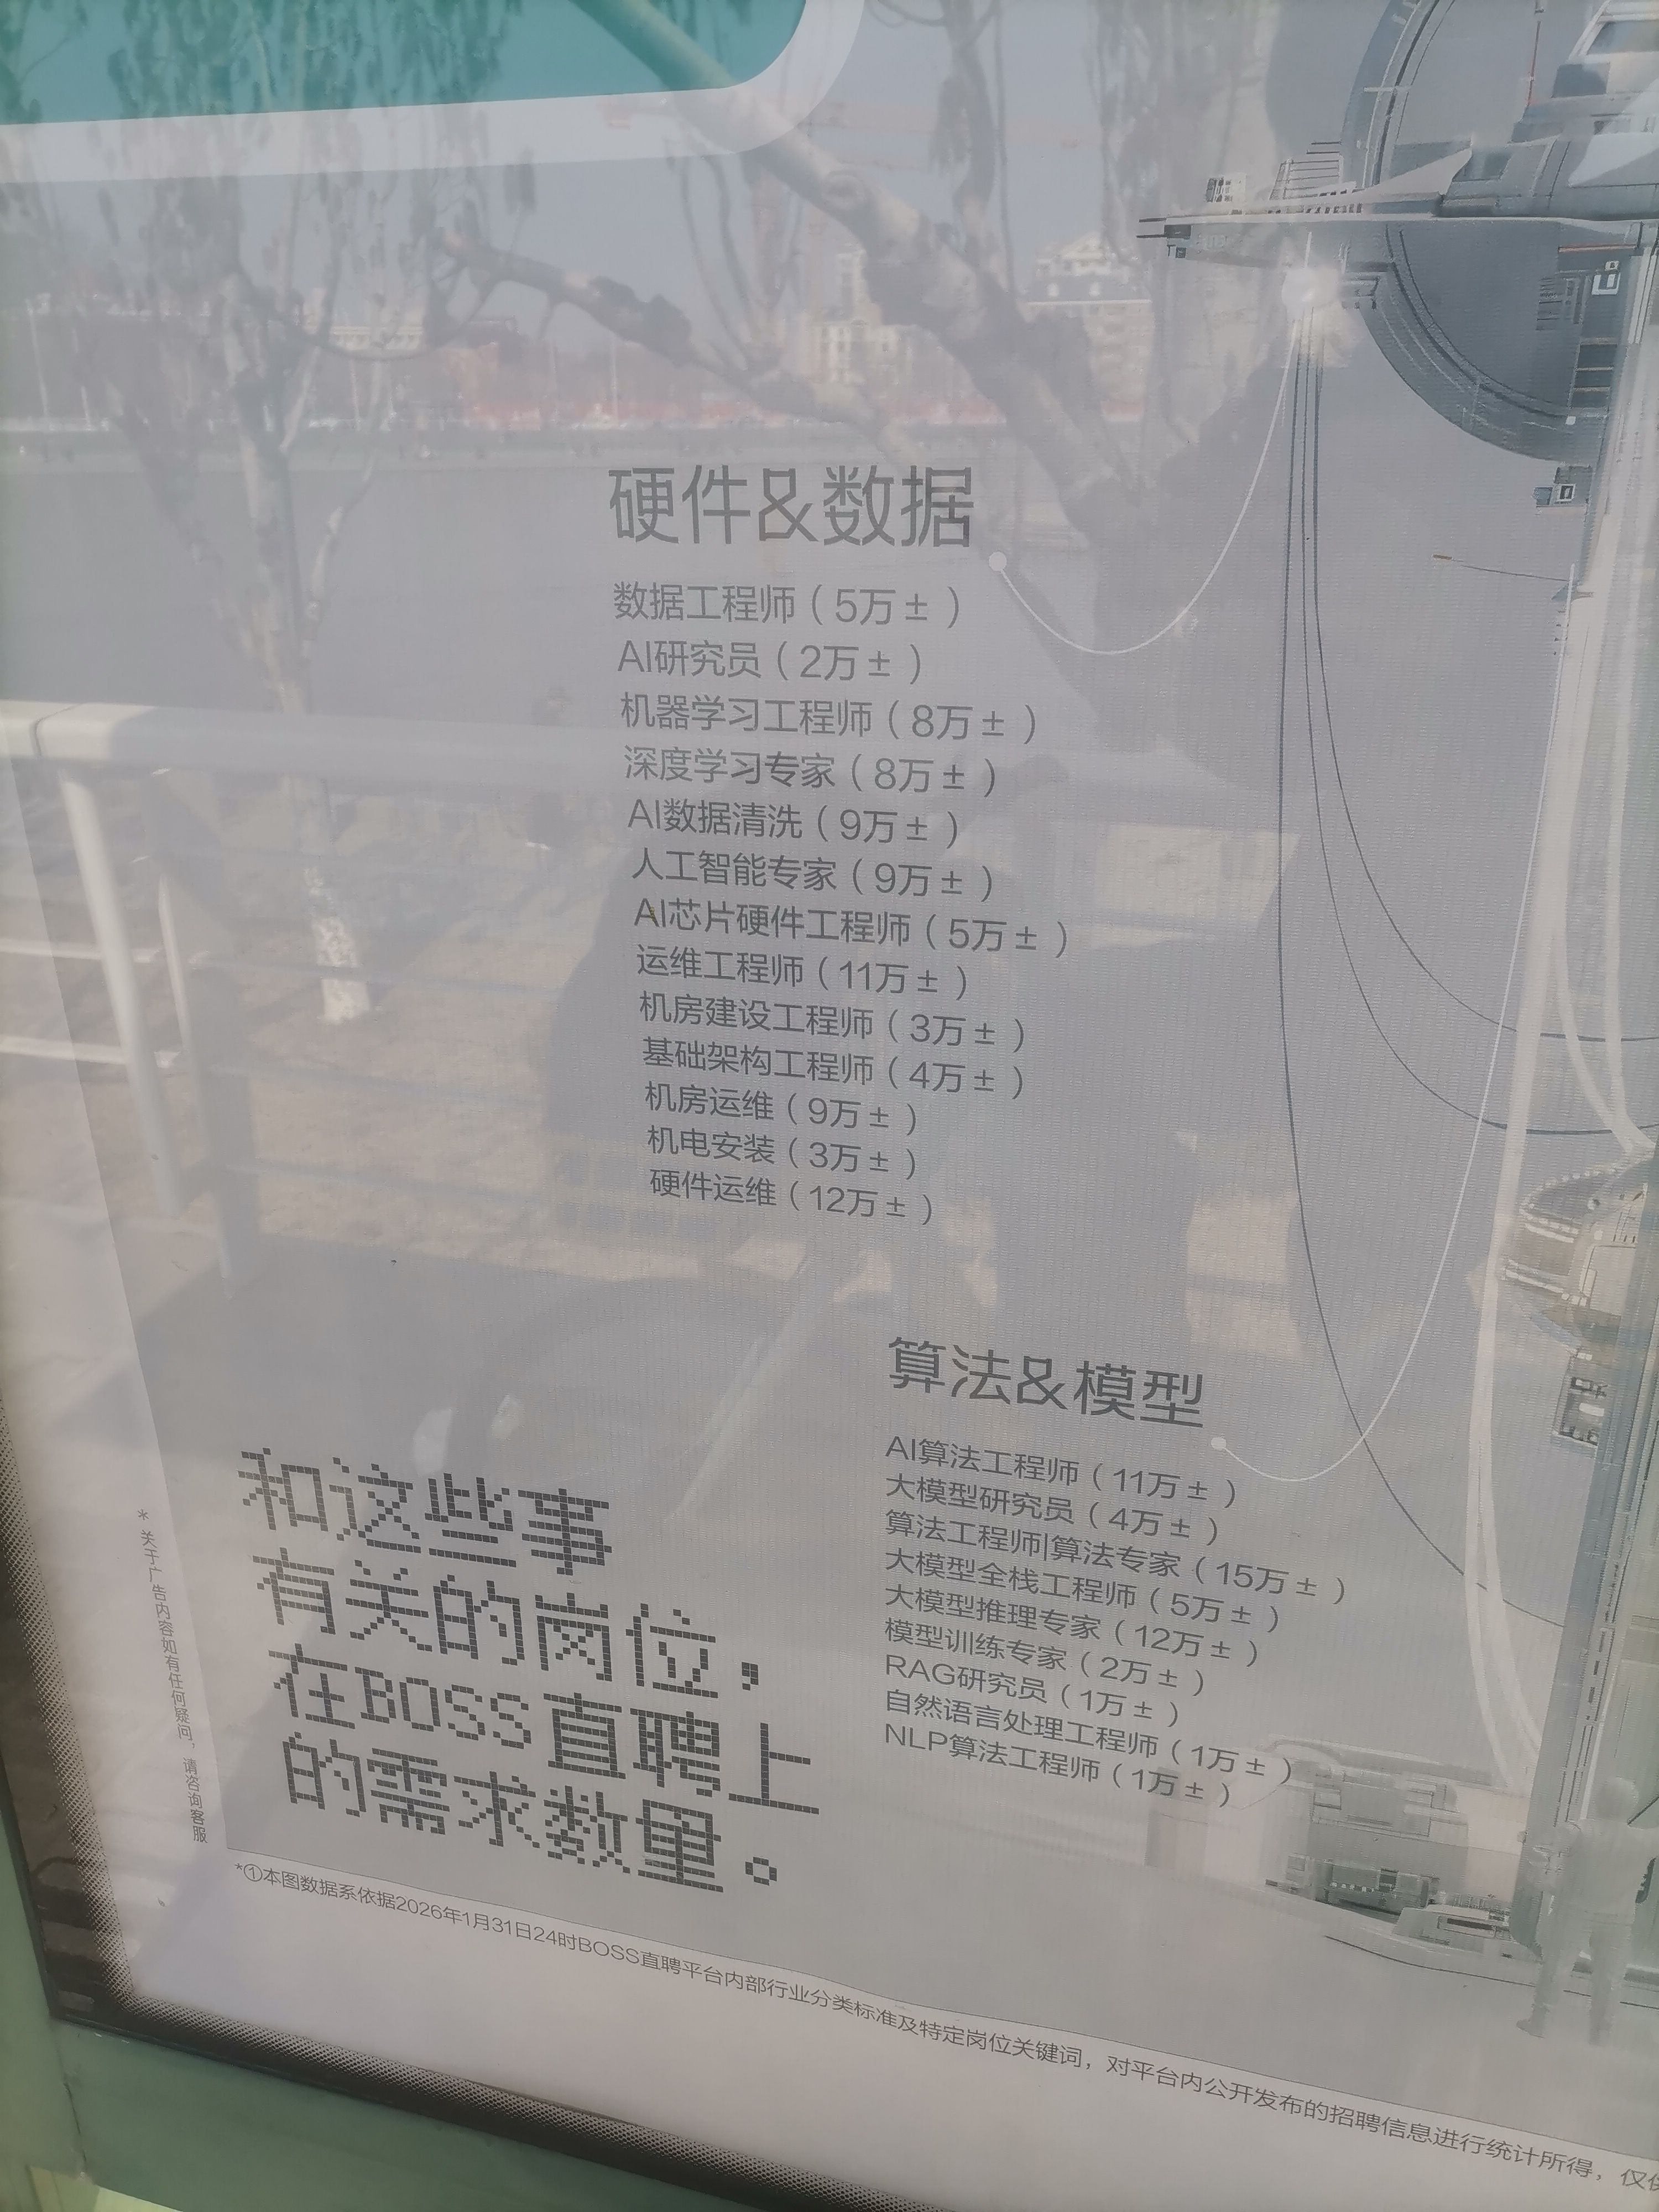 硬件&数据
数据工程师（5万±）
AI研究员（2万±）
机器学习工程师（8万±）
深度学习专家（8万±）
AI数据清洗（9万±）
人工智能专家（9万±）
AI芯片硬件工程师（5万±）
运维工程师（11万±）
机房建设工程师（3万±）
基础架构工程师（4万±）
机房运维（9万±）
机电安装（3万±）
硬件运维（12万±）
算法&模型
AI算法工程师（11万±）
大模型研究员（4万±）
算法工程师|算法专家（15万±）
大模型全栈工程师（5万±）
大模型推理专家（12万±）
模型训练专家（2万±）
RAG研究员（1万±）
自然语言处理工程师（1万±）
NLP算法工程师（1万±）
和这些事
有关的岗位，
在BOSS直聘上
的需求数量。
*关于广告内容如有任何疑问，请咨询客服
*①本图数据系依据2026年1月31日24时BOSS直聘平台内部行业分类标准及特定岗位关键词，对平台内公开发布的招聘信息进行统计所得，仅